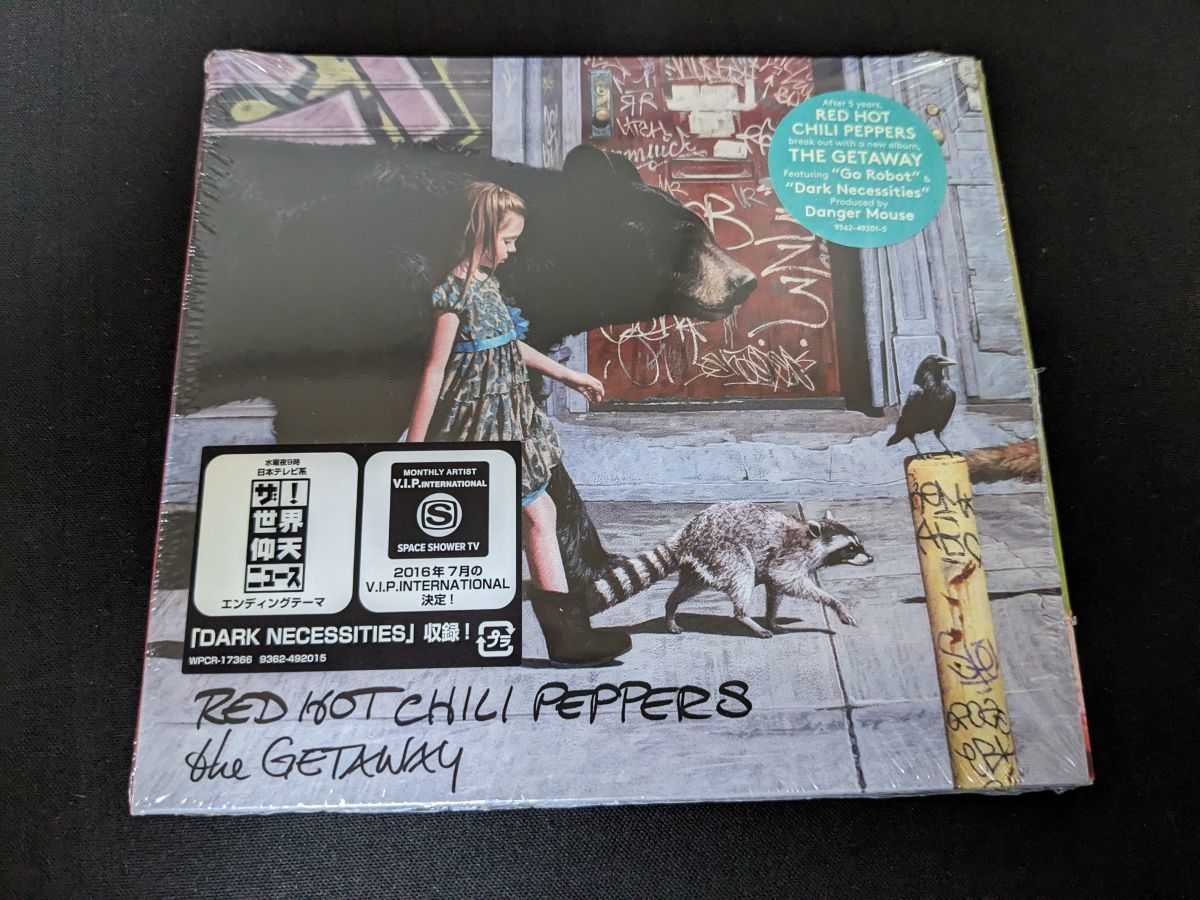 After 5 years,
RED HOT
CHILI PEPPERS
break out with a new album,
THE GETAWAY
Featuring "Go Robot" &
"Dark Necessities"
Produced by
Danger Mouse
9362-49201-5
水曜夜9時
日本テレビ系
ザ!
世界
仰天
ニュース
エンディングテーマ
MONTHLY ARTIST
V.I.P.INTERNATIONAL
S
SPACE SHOWER TV
2016年7月の
V.I.P.INTERNATIONAL
決定!
「DARK NECESSITIES」収録!
プラ
WPCR-17366 9362-492015
RED HOT CHILI PEPPERS
the GETAWAY